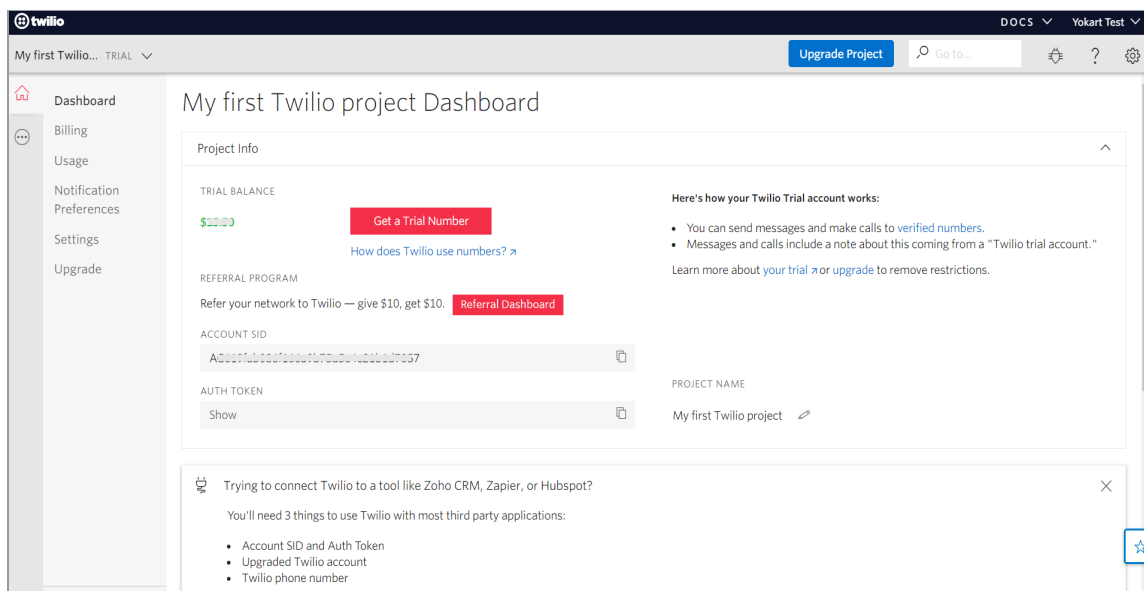 twilio
DOCS
Yokart Test
My first Twilio... TRIAL
Upgrade Project
Go to...
Dashboard
Billing
Usage
Notification
Preferences
Settings
Upgrade
My first Twilio project Dashboard
Project Info
TRIAL BALANCE
Get a Trial Number
How does Twilio use numbers?
REFERRAL PROGRAM
Refer your network to Twilio — give $10, get $10. Referral Dashboard
ACCOUNT SID
AUTH TOKEN
Show
Here's how your Twilio Trial account works:
• You can send messages and make calls to verified numbers.
• Messages and calls include a note about this coming from a "Twilio trial account."
Learn more about your trial or upgrade to remove restrictions.
PROJECT NAME
My first Twilio project
Trying to connect Twilio to a tool like Zoho CRM, Zapier, or Hubspot?
You'll need 3 things to use Twilio with most third party applications:
• Account SID and Auth Token
• Upgraded Twilio account
• Twilio phone number